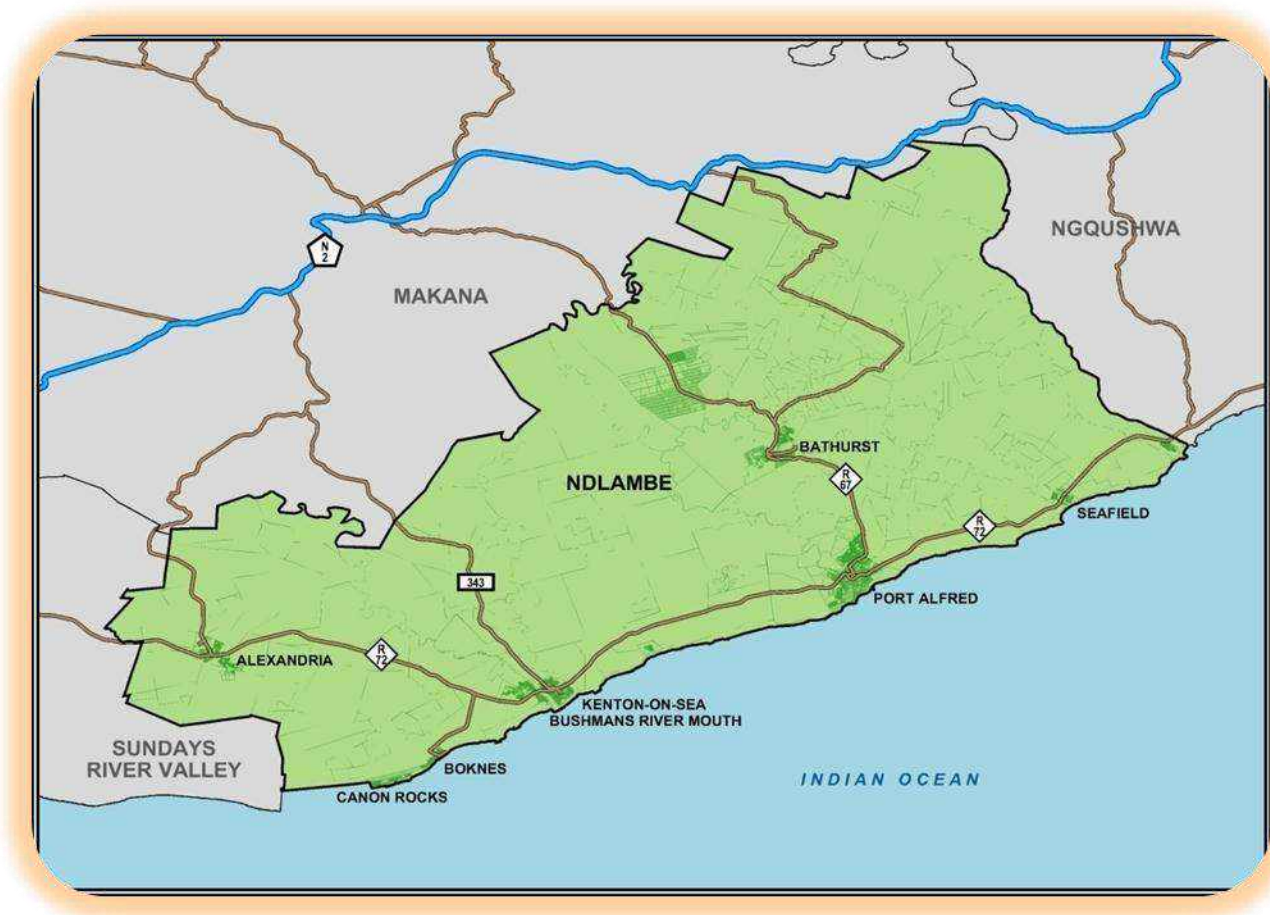 NGQUSHWA
N
2
MAKANA
BATHURST
NDLAMBE
R
67
SEAFIELD
R
72
343
PORT ALFRED
R
72
ALEXANDRIA
KENTON-ON-SEA
BUSHMANS RIVER MOUTH
SUNDAYS
RIVER VALLEY
BOKNES
INDIAN OCEAN
CANON ROCKS